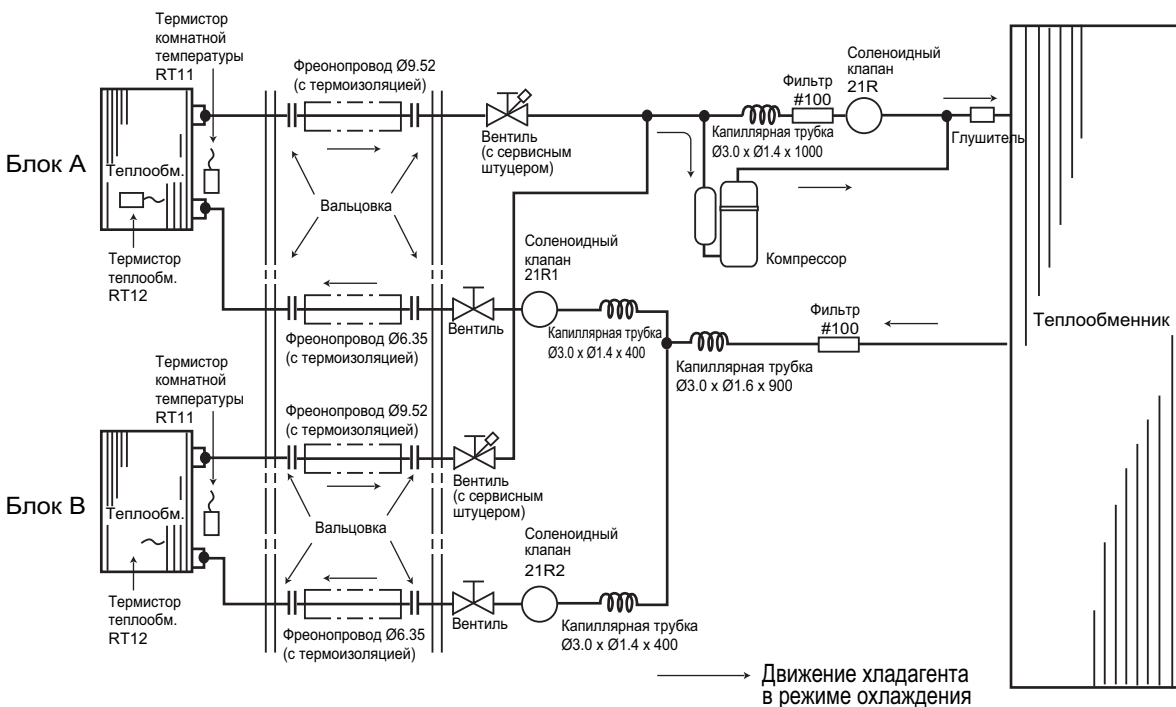 Термистор
комнатной
температуры
RT11
Фреонопровод Ø9.52
(с термоизоляцией)
Вентиль
(с сервисным
штуцером)
Фильтр
#100
Соленоидный
клапан
21R
Капиллярная трубка
Ø3.0 x Ø1.4 x 1000
Глушитель
Блок A
Теплообм.
Вальцовка
Компрессор
Термистор
теплообм.
RT12
Соленоидный
клапан
21R1
Фреонопровод Ø6.35
(с термоизоляцией)
Вентиль
Капиллярная трубка
Ø3.0 x Ø1.4 x 400
Фильтр
#100
Теплообменник
Капиллярная трубка
Ø3.0 x Ø1.6 x 900
Термистор
комнатной
температуры
RT11
Фреонопровод Ø9.52
(с термоизоляцией)
Вентиль
(с сервисным
штуцером)
Блок B
Теплообм.
Вальцовка
Соленоидный
клапан
21R2
Термистор
теплообм.
RT12
Фреонопровод Ø6.35
(с термоизоляцией)
Вентиль
Капиллярная трубка
Ø3.0 x Ø1.4 x 400
Движение хладагента
в режиме охлаждения